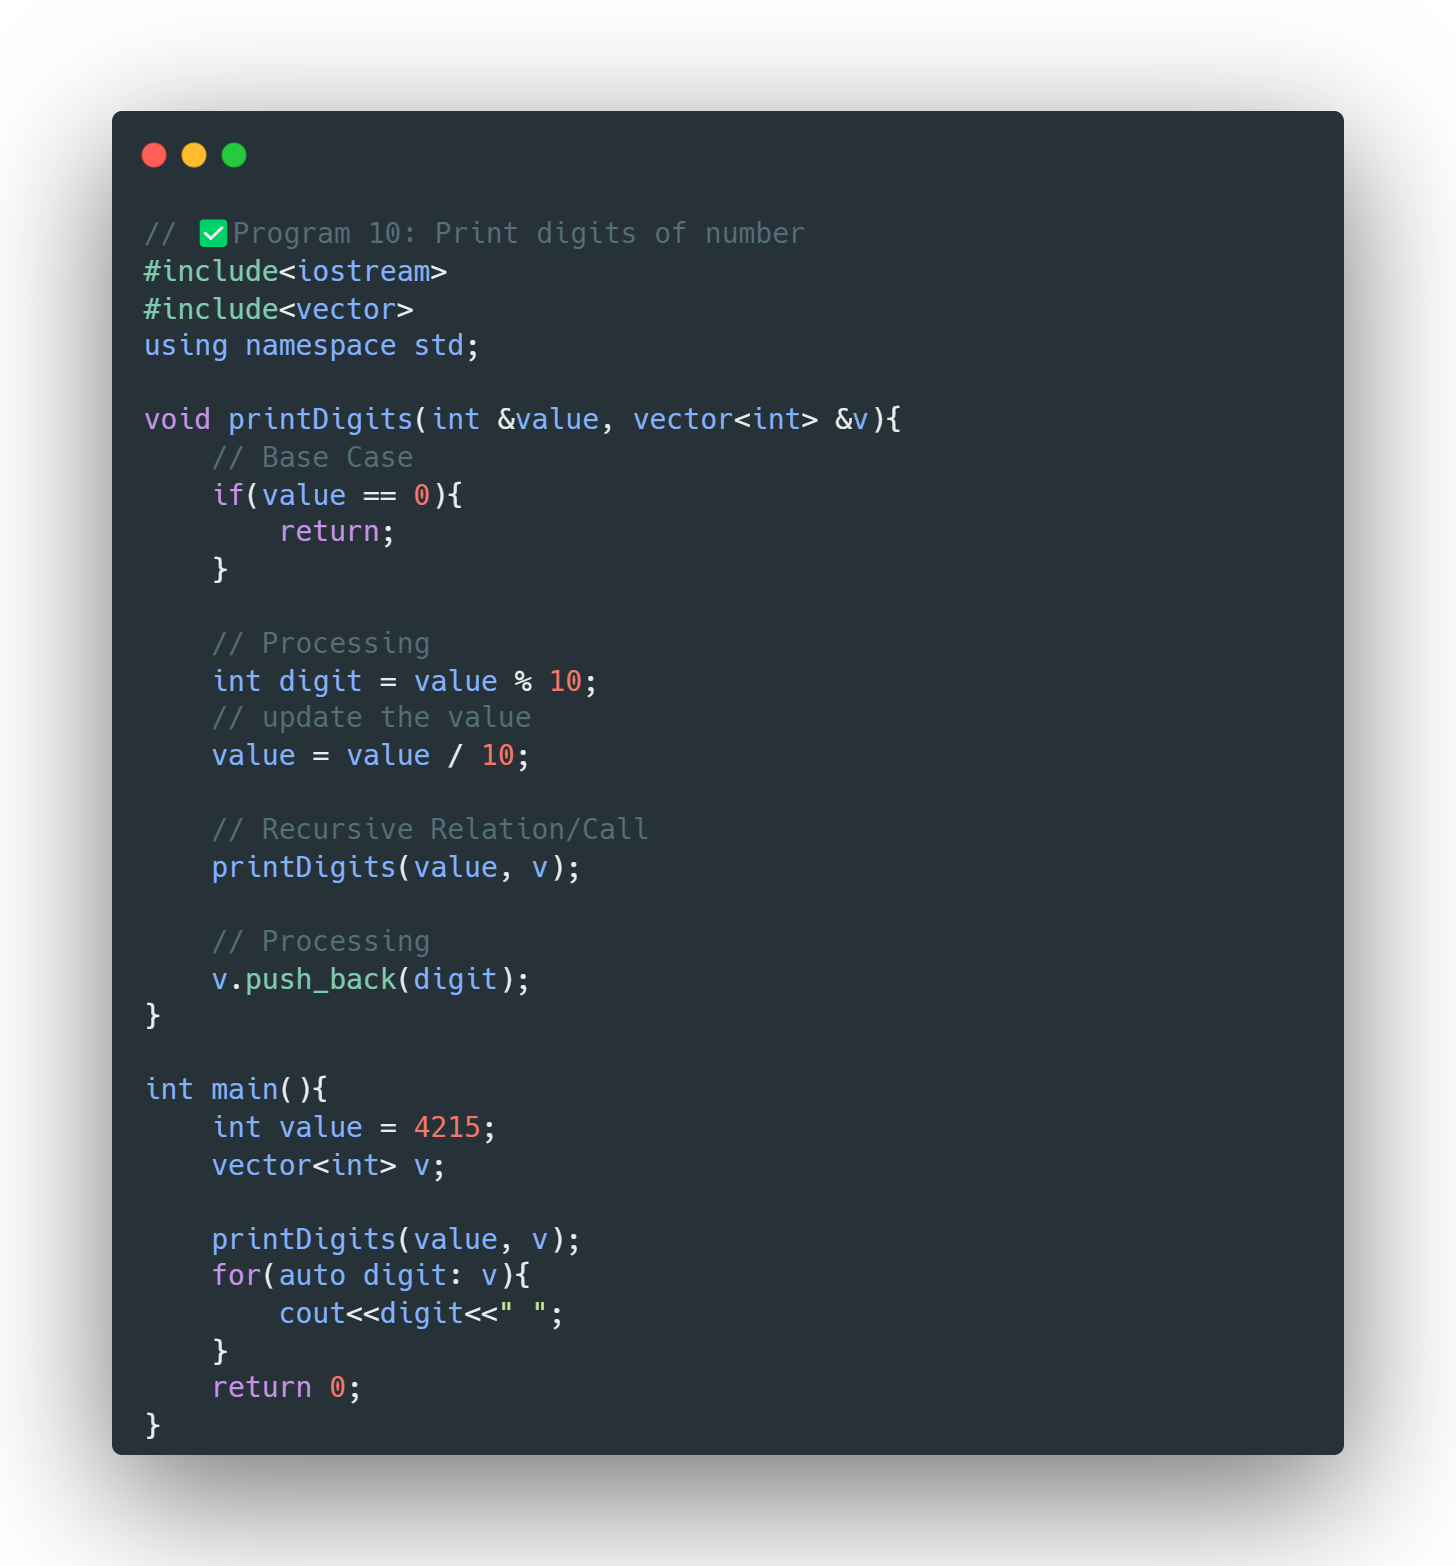 // ✅Program 10: Print digits of number
#include<iostream>
#include<vector>
using namespace std;

void printDigits(int &value, vector<int> &v){
    // Base Case
    if(value == 0){
        return;
    }

    // Processing
    int digit = value % 10;
    // update the value
    value = value / 10;

    // Recursive Relation/Call
    printDigits(value, v);

    // Processing
    v.push_back(digit);
}

int main(){
    int value = 4215;
    vector<int> v;

    printDigits(value, v);
    for(auto digit: v){
        cout<<digit<<" ";
    }
    return 0;
}